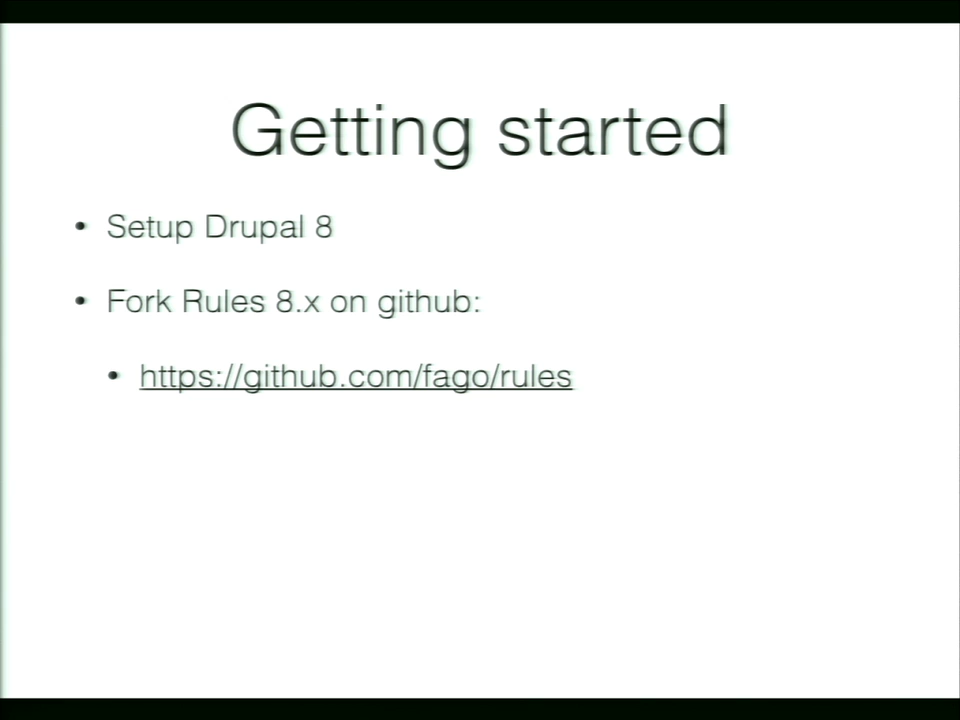 Getting started
• Setup Drupal 8
• Fork Rules 8.x on github:
• https://github.com/fago/rules